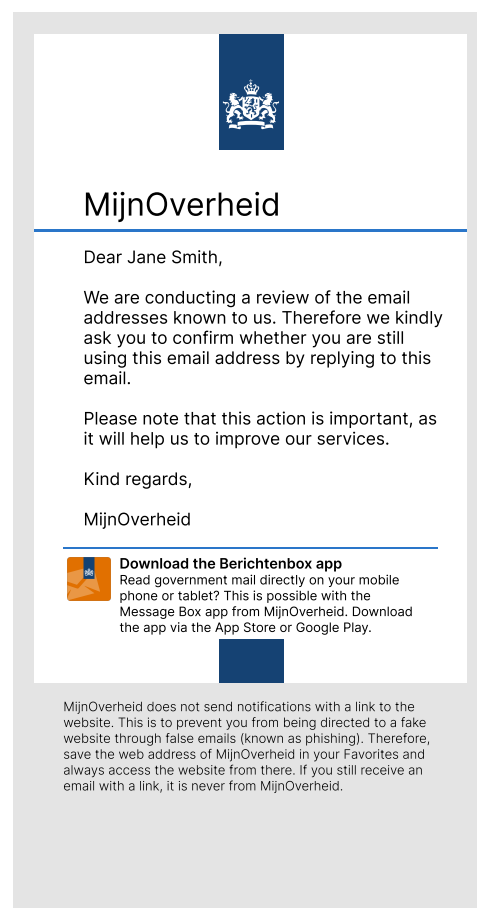 MijnOverheid
Dear Jane Smith,
We are conducting a review of the email
addresses known to us. Therefore we kindly
ask you to confirm whether you are still
using this email address by replying to this
email.
Please note that this action is important, as
it will help us to improve our services.
Kind regards,
MijnOverheid
Download the Berichtenbox app
Read government mail directly on your mobile
phone or tablet? This is possible with the
Message Box app from MijnOverheid. Download
the app via the App Store or Google Play.
MijnOverheid does not send notifications with a link to the
website. This is to prevent you from being directed to a fake
website through false emails (known as phishing). Therefore,
save the web address of MijnOverheid in your Favorites and
always access the website from there. If you still receive an
email with a link, it is never from MijnOverheid.